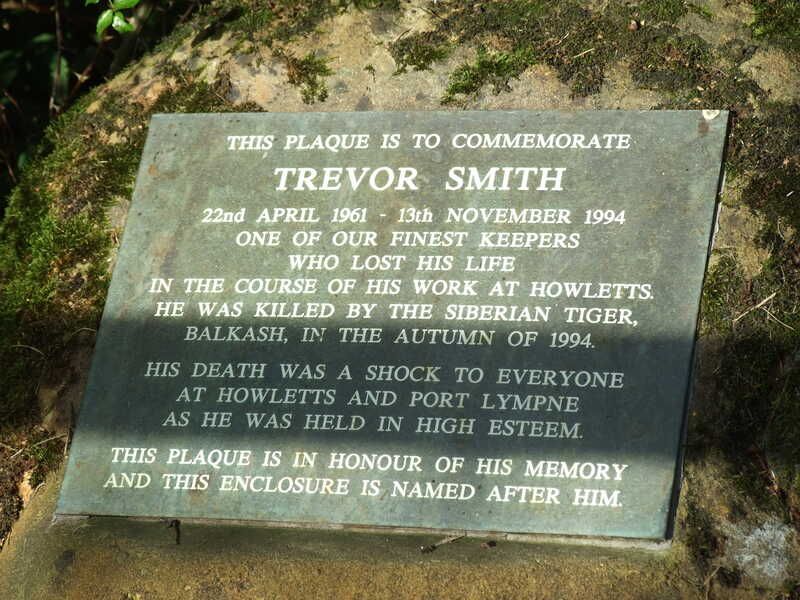 THIS PLAQUE IS TO COMMEMORATE
TREVOR SMITH
22nd APRIL 1961 - 13th NOVEMBER 1994
ONE OF OUR FINEST KEEPERS
WHO LOST HIS LIFE
IN THE COURSE OF HIS WORK AT HOWLETTS.
HE WAS KILLED BY THE SIBERIAN TIGER,
BALKASH, IN THE AUTUMN OF 1994.
HIS DEATH WAS A SHOCK TO EVERYONE
AT HOWLETTS AND PORT LYMPNE
AS HE WAS HELD IN HIGH ESTEEM.
THIS PLAQUE IS IN HONOUR OF HIS MEMORY
AND THIS ENCLOSURE IS NAMED AFTER HIM.